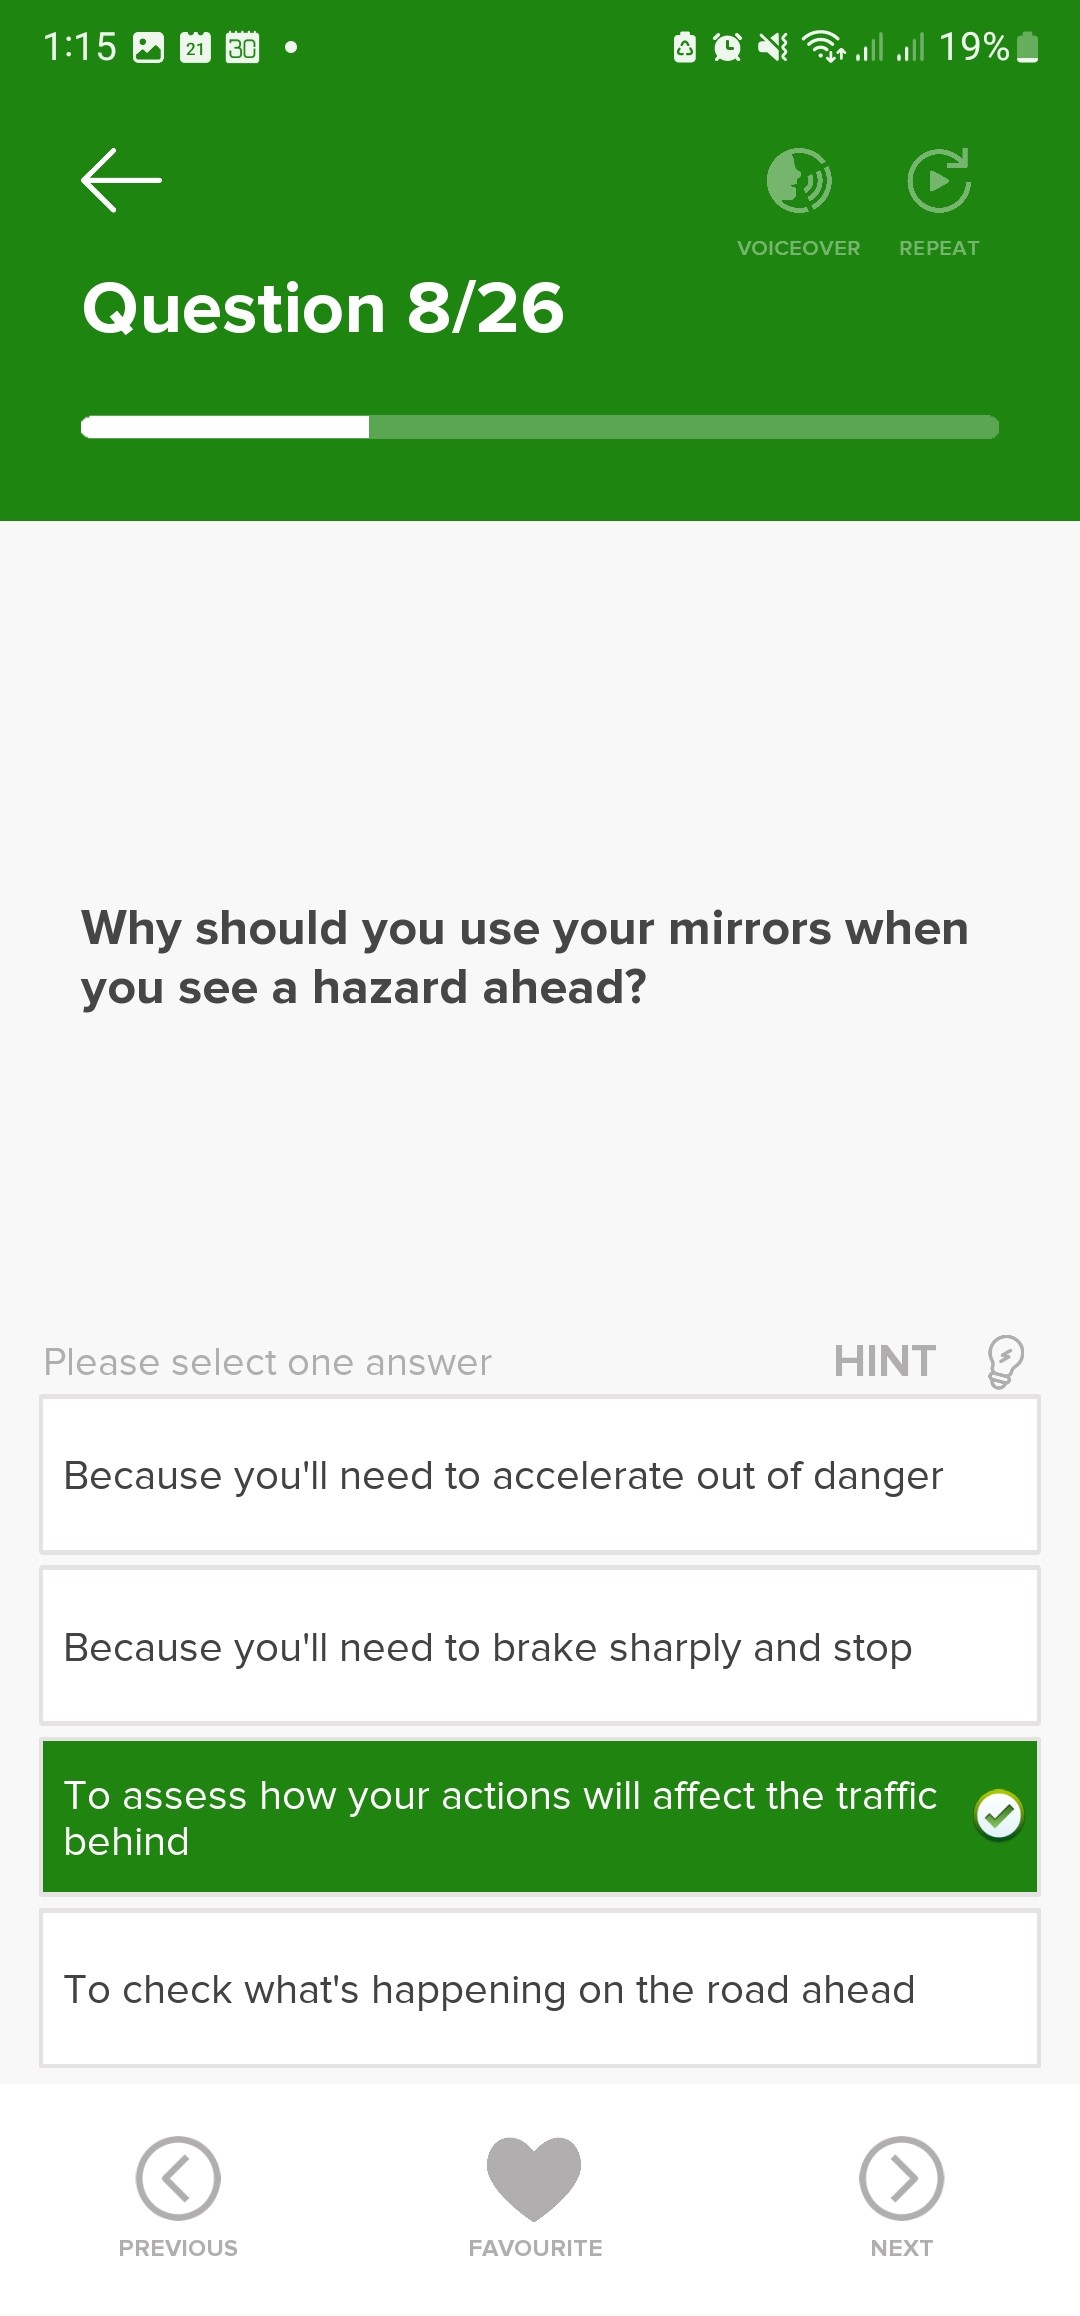 1:15 21 30 19%
VOICEOVER REPEAT
Question 8/26
Why should you use your mirrors when
you see a hazard ahead?
Please select one answer HINT
Because you'll need to accelerate out of danger
Because you'll need to brake sharply and stop
To assess how your actions will affect the traffic
behind
To check what's happening on the road ahead
PREVIOUS FAVOURITE NEXT